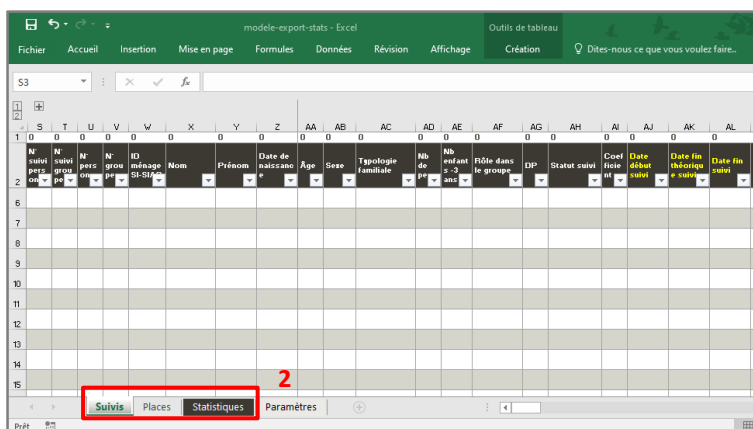 modele-export-stats - Excel
Outils de tableau
Fichier Accueil Insertion Mise en page Formules Données Révision Affichage Création Dites-nous ce que vous voulez faire..
S3 fx
1 2
S T U V W X Y Z AA AB AC AD AE AF AG AH AI AJ AK AL
1 0 0 0 0 0 0 0 0 0 0 0 0 0 0 0 0 0 0 0 0
2 N° suivi pers on N° suivi grou pe N° pers on N° grou pe ID ménage SI-SIAO Nom Prénom Date de naissanc e Âge Sexe Typologie familiale Nb de pe Nb enfant s -3 ans Rôle dans le groupe DP Statut suivi Coef ficie nt Date début suivi Date fin théoriqu e suivi Date fin suivi
6
7
8
9
10
11
12
13
14
15
2
Suivis Places Statistiques Paramètres
Prêt